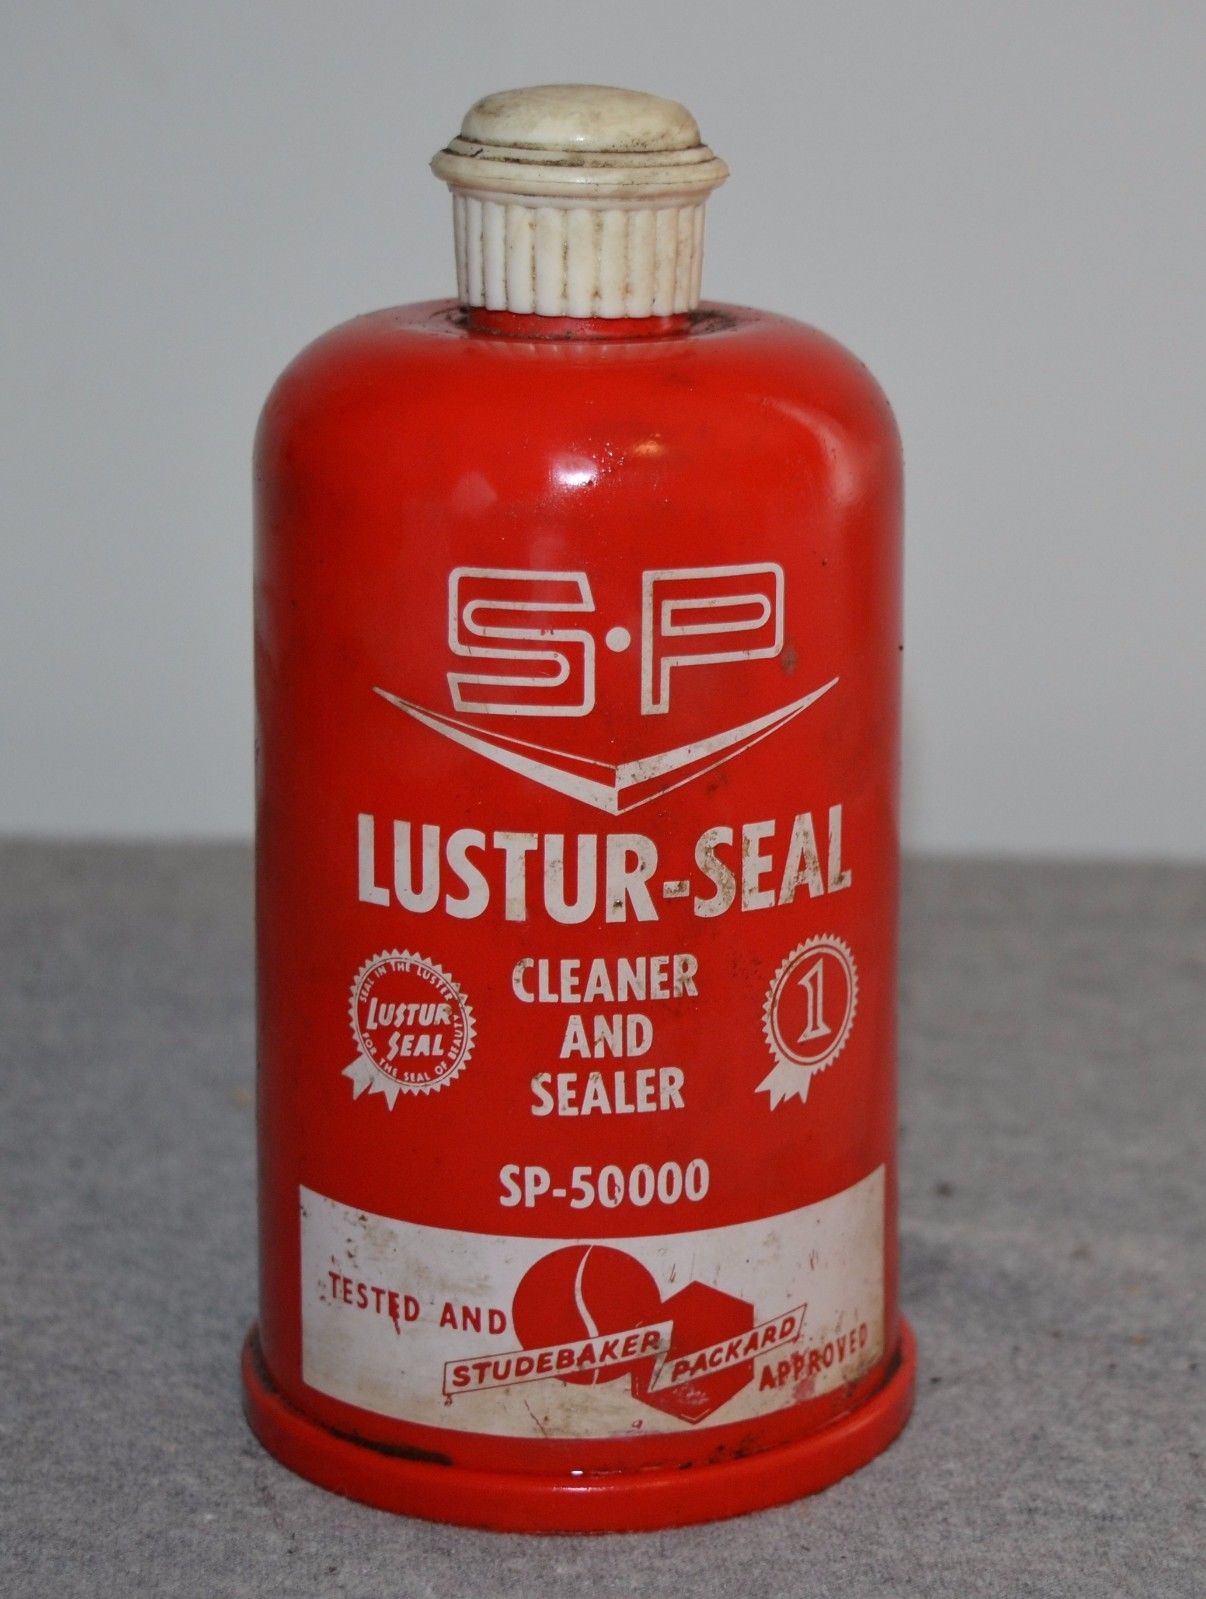 S·P
LUSTUR-SEAL
CLEANER
AND
SEALER
SEAL IN THE LUSTER
LUSTUR
SEAL
FOR THE SEAL OF BEAUTY
1
SP-50000
TESTED AND
STUDEBAKER
PACKARD
APPROVED